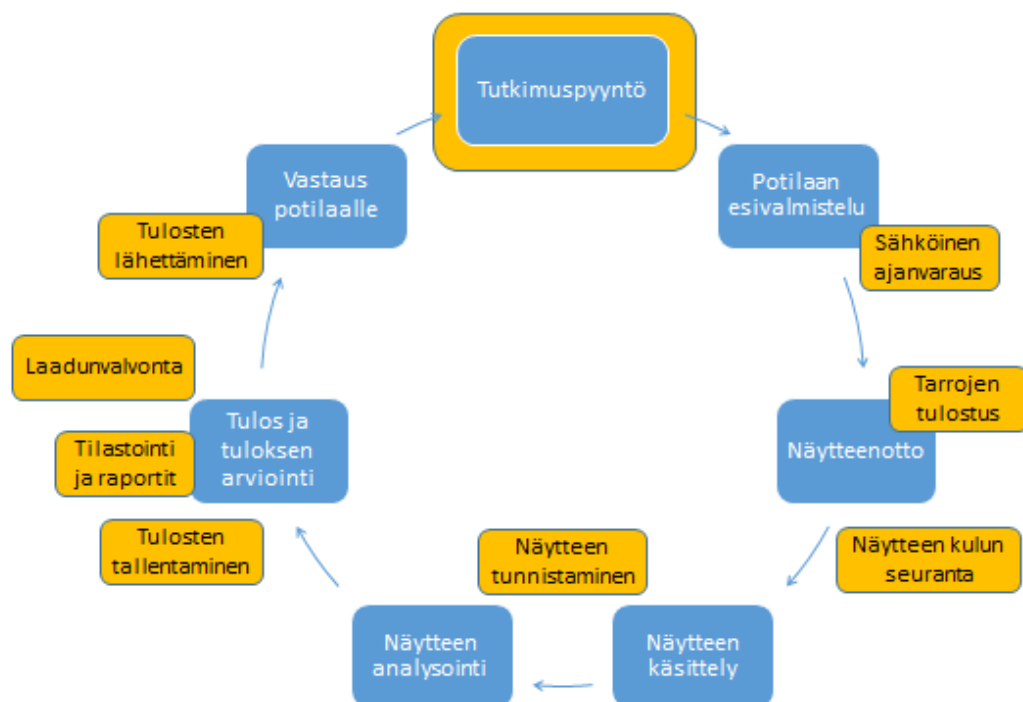 Tutkimuspyyntö
Potilaan
esivalmistelu
Sähköinen
ajanvaraus
Tarrojen
tulostus
Näytteenotto
Näytteen kulun
seuranta
Näytteen
käsittely
Näytteen
tunnistaminen
Näytteen
analysointi
Tulosten
tallentaminen
Tilastointi
ja raportit
Tulos ja
tuloksen
arviointi
Laadunvalvonta
Tulosten
lähettäminen
Vastaus
potilaalle